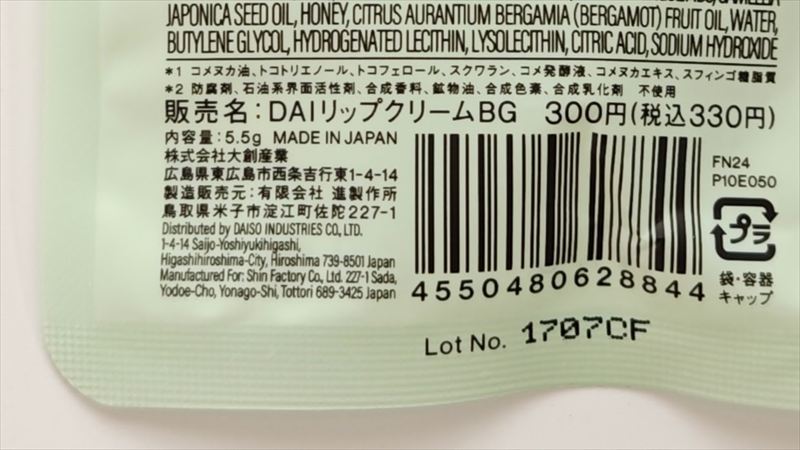 JAPONICA SEED OIL, HONEY, CITRUS AURANTIUM BERGAMIA (BERGAMOT) FRUIT OIL, WATER,
BUTYLENE GLYCOL, HYDROGENATED LECITHIN, LYSOLECITHIN, CITRIC ACID, SODIUM HYDROXIDE
*1 コメヌカ油、トコトリエノール、トコフェロール、スクワラン、コメ発酵液、コメヌカエキス、スフィンゴ糖脂質
*2 防腐剤、石油系界面活性剤、合成香料、鉱物油、合成色素、合成乳化剤 不使用
販売名:DAIリップクリームBG 300円(税込330円)
内容量:5.5g MADE IN JAPAN
株式会社大創産業
広島県東広島市西条吉行東1-4-14
製造販売元:有限会社 進製作所
鳥取県米子市淀江町佐陀227-1
Distributed by DAISO INDUSTRIES CO., LTD.
1-4-14 Saijo-Yoshiyukihigashi,
Higashihiroshima-City, Hiroshima 739-8501 Japan
Manufactured For: Shin Factory Co., Ltd. 227-1 Sada,
Yodoe-Cho, Yonago-Shi, Tottori 689-3425 Japan
4550480628844
FN24
P10E050
プラ
袋・容器
キャップ
Lot No. 1707CF